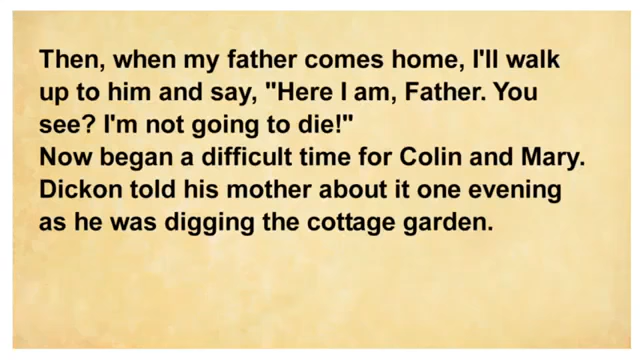 Then, when my father comes home, I'll walk
up to him and say, "Here I am, Father. You
see? I'm not going to die!"
Now began a difficult time for Colin and Mary.
Dickon told his mother about it one evening
as he was digging the cottage garden.